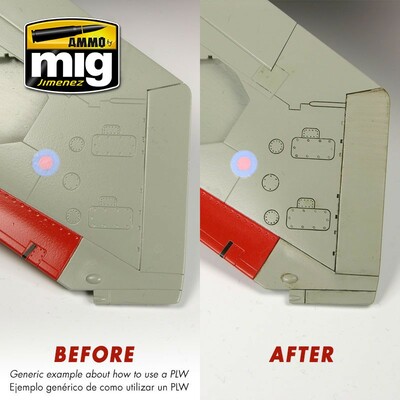 AMMO by
mig
Jimenez
BEFORE
AFTER
Generic example about how to use a PLW
Ejemplo genérico de como utilizar un PLW